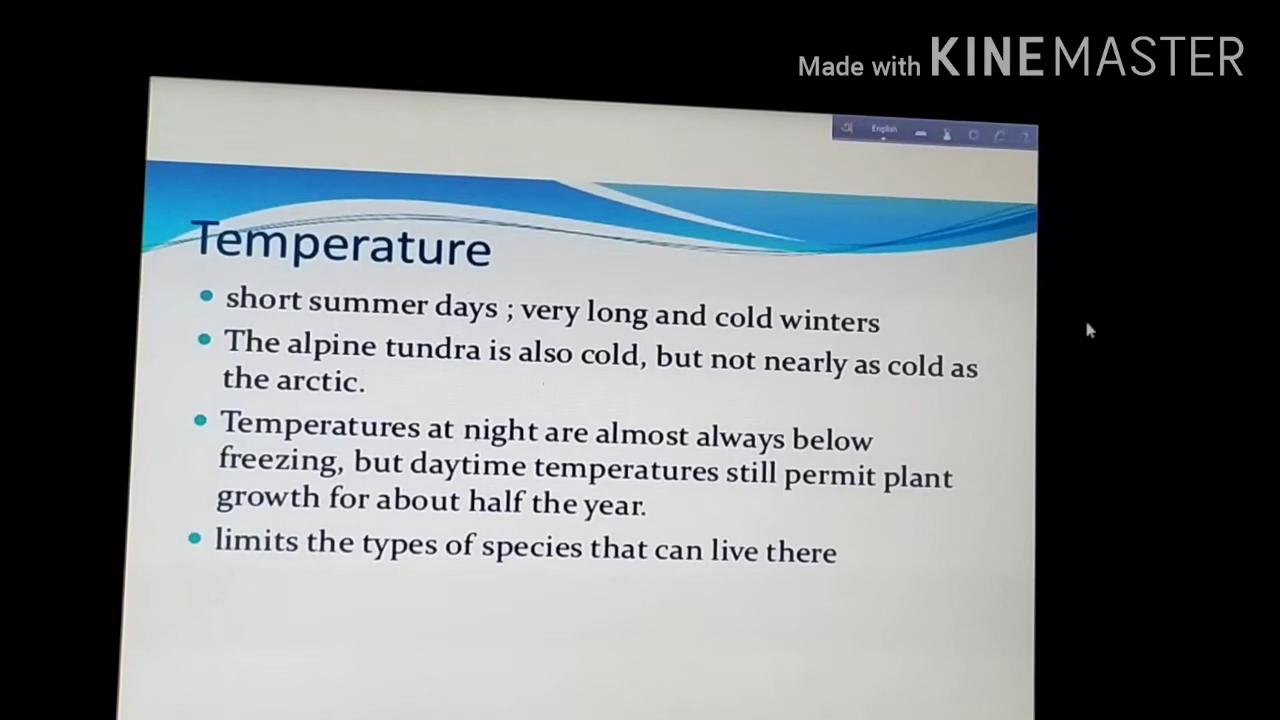 Made with KINEMASTER
English
Temperature
short summer days ; very long and cold winters
The alpine tundra is also cold, but not nearly as cold as
the arctic.
Temperatures at night are almost always below
freezing, but daytime temperatures still permit plant
growth for about half the year.
limits the types of species that can live there